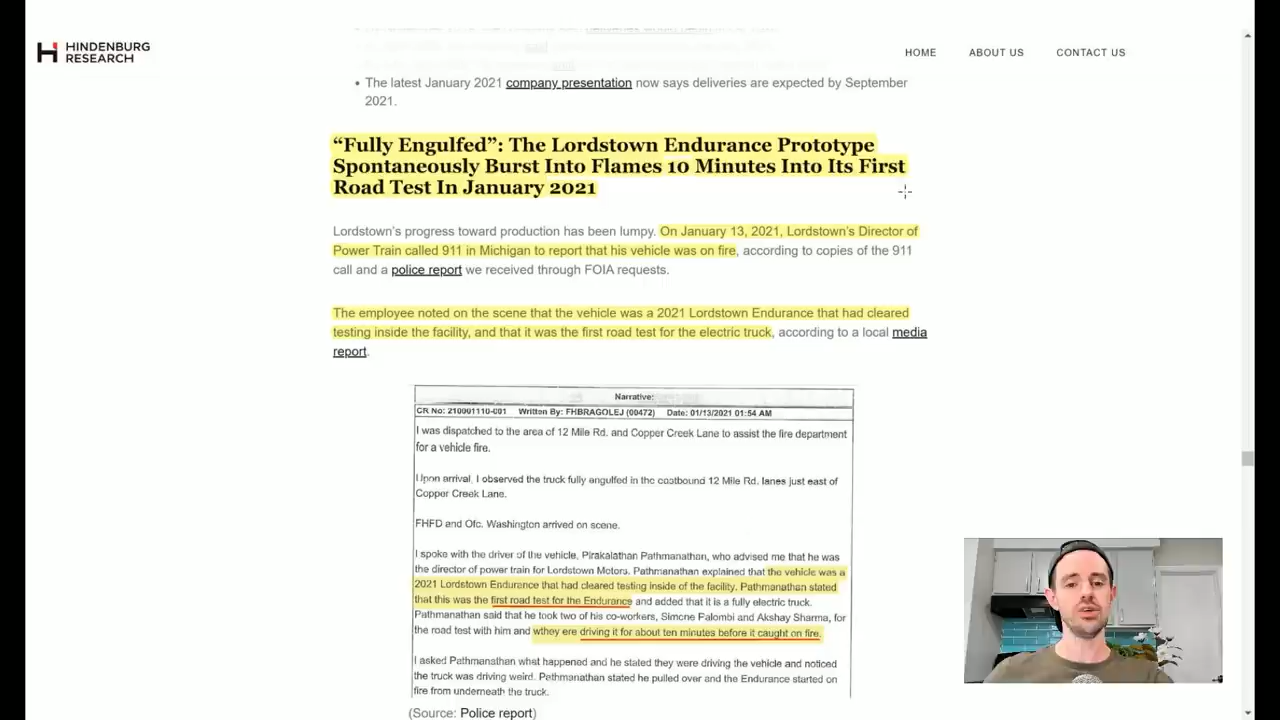 HINDENBURG
RESEARCH
HOME
ABOUT US
CONTACT US
The latest January 2021 company presentation now says deliveries are expected by September
2021.
“Fully Engulfed”: The Lordstown Endurance Prototype
Spontaneously Burst Into Flames 10 Minutes Into Its First
Road Test In January 2021
Lordstown’s progress toward production has been lumpy. On January 13, 2021, Lordstown’s Director of
Power Train called 911 in Michigan to report that his vehicle was on fire, according to copies of the 911
call and a police report we received through FOIA requests.
The employee noted on the scene that the vehicle was a 2021 Lordstown Endurance that had cleared
testing inside the facility, and that it was the first road test for the electric truck, according to a local media
report.
Narrative:
CR No: 210001110-001 Written By: FHBRAGOLEJ (00472) Date: 01/13/2021 01:54 AM
I was dispatched to the area of 12 Mile Rd. and Copper Creek Lane to assist the fire department
for a vehicle fire.
Upon arrival, I observed the truck fully engulfed in the eastbound 12 Mile Rd. lanes just east of
Copper Creek Lane.
FHFD and Ofc. Washington arrived on scene.
I spoke with the driver of the vehicle, Pirakalathan Pathmanathan, who advised me that he was
the director of power train for Lordstown Motors. Pathmanathan explained that the vehicle was a
2021 Lordstown Endurance that had cleared testing inside of the facility. Pathmanathan stated
that this was the first road test for the Endurance and added that it is a fully electric truck.
Pathmanathan said that he took two of his co-workers, Simone Palombi and Akshay Sharma, for
the road test with him and wthey ere driving it for about ten minutes before it caught on fire.
I asked Pathmanathan what happened and he stated they were driving the vehicle and noticed
the truck was driving weird. Pathmanathan stated he pulled over and the Endurance started on
fire from underneath the truck.
(Source: Police report)